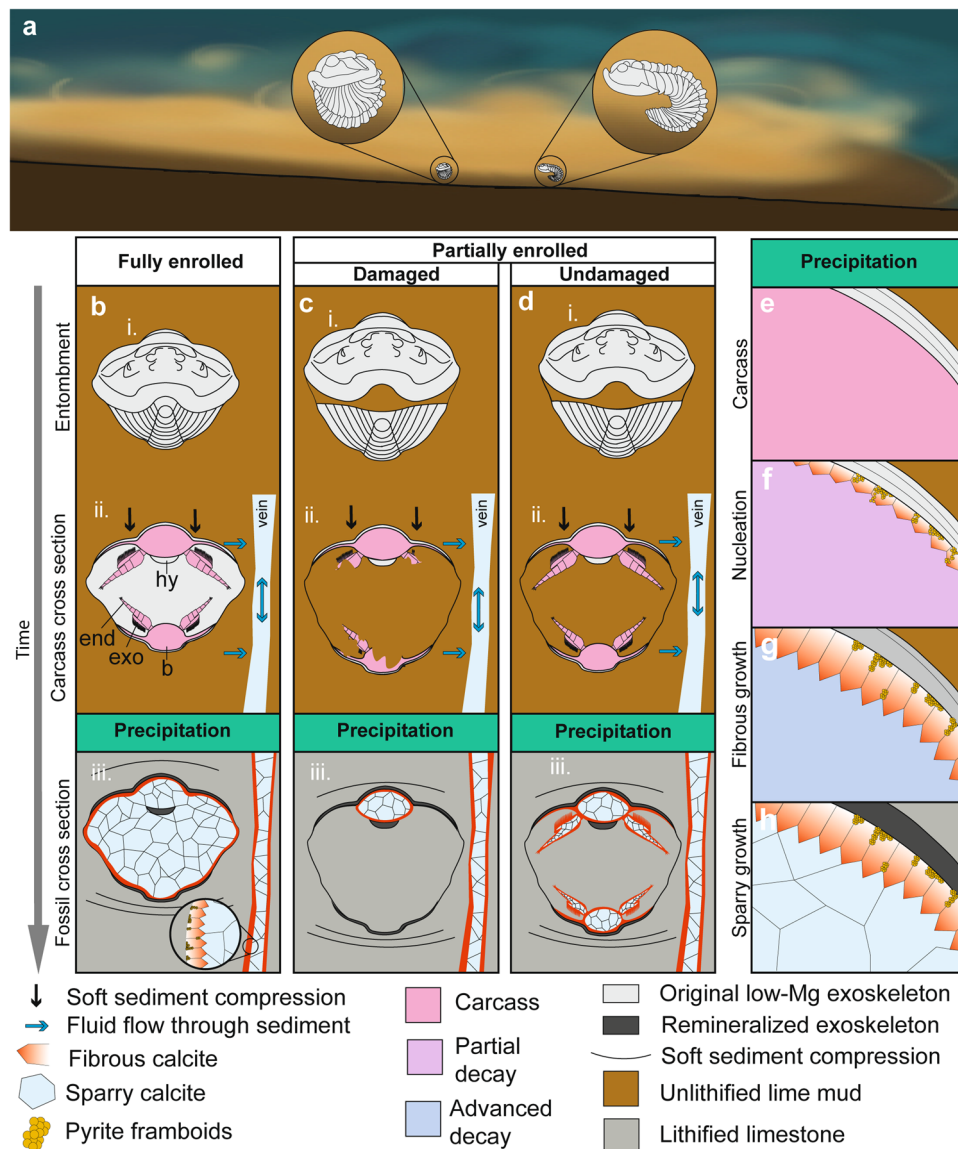 a
Fully enrolled
Partially enrolled
Damaged
Undamaged
Precipitation
Time
Entombment
Carcass cross section
Fossil cross section
b
i.
ii.
hy
end
exo
b
vein
Precipitation
iii.
c
i.
ii.
vein
Precipitation
iii.
d
i.
ii.
vein
Precipitation
iii.
Carcass
e
Nucleation
f
Fibrous growth
g
Sparry growth
h
Soft sediment compression
Fluid flow through sediment
Fibrous calcite
Sparry calcite
Pyrite framboids
Carcass
Partial
decay
Advanced
decay
Original low-Mg exoskeleton
Remineralized exoskeleton
Soft sediment compression
Unlithified lime mud
Lithified limestone